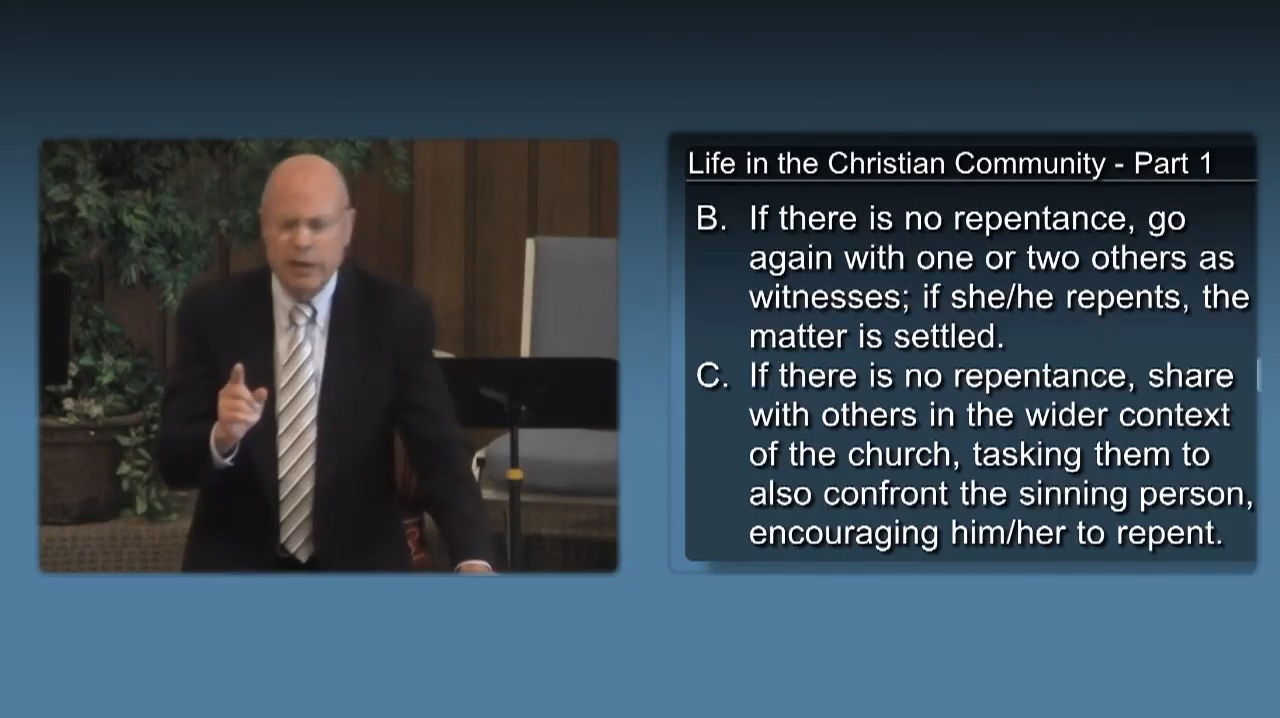 Life in the Christian Community - Part 1
B. If there is no repentance, go
again with one or two others as
witnesses; if she/he repents, the
matter is settled.
C. If there is no repentance, share
with others in the wider context
of the church, tasking them to
also confront the sinning person,
encouraging him/her to repent.